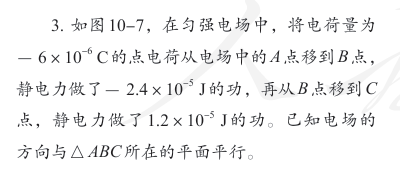 3. 如图10-7，在匀强电场中，将电荷量为
－6×10⁻⁶ C的点电荷从电场中的A点移到B点，
静电力做了－2.4×10⁻⁵ J的功，再从B点移到C
点，静电力做了1.2×10⁻⁵ J的功。已知电场的
方向与△ABC所在的平面平行。